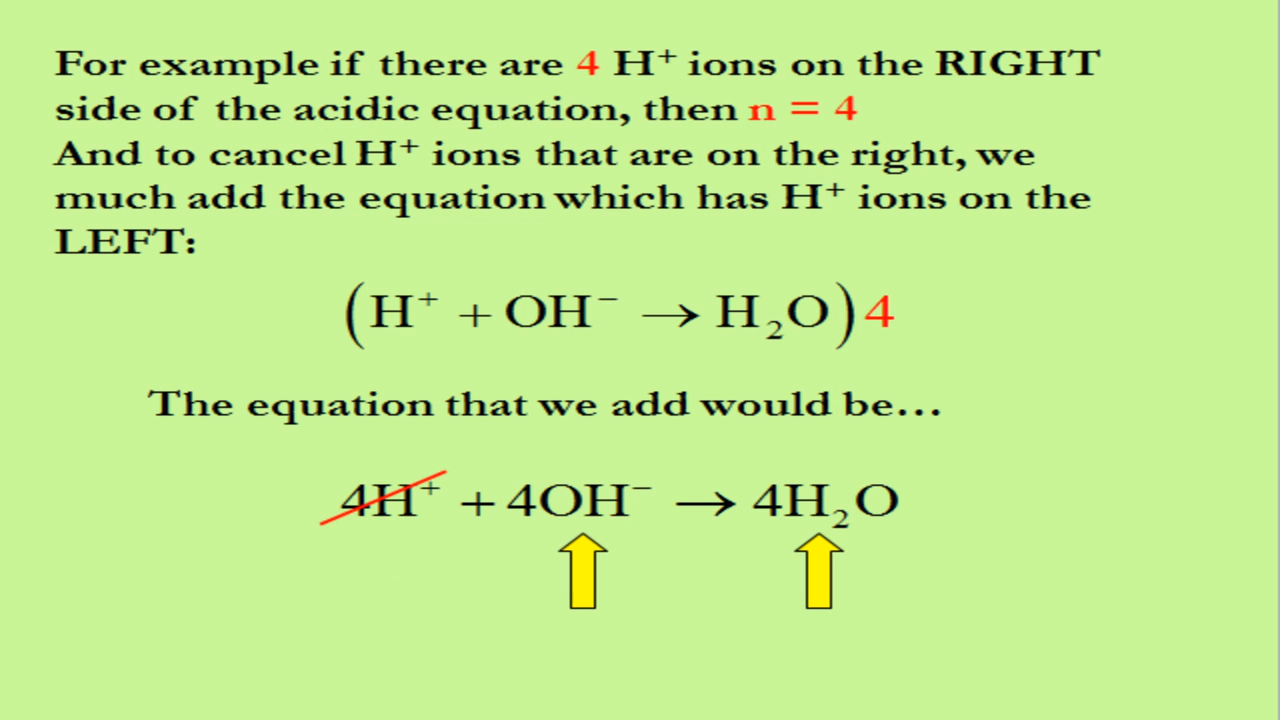 For example if there are 4 H⁺ ions on the RIGHT
side of the acidic equation, then n = 4
And to cancel H⁺ ions that are on the right, we
much add the equation which has H⁺ ions on the
LEFT:
(H⁺ + OH⁻ → H₂O)4
The equation that we add would be...
4H⁺ + 4OH⁻ → 4H₂O